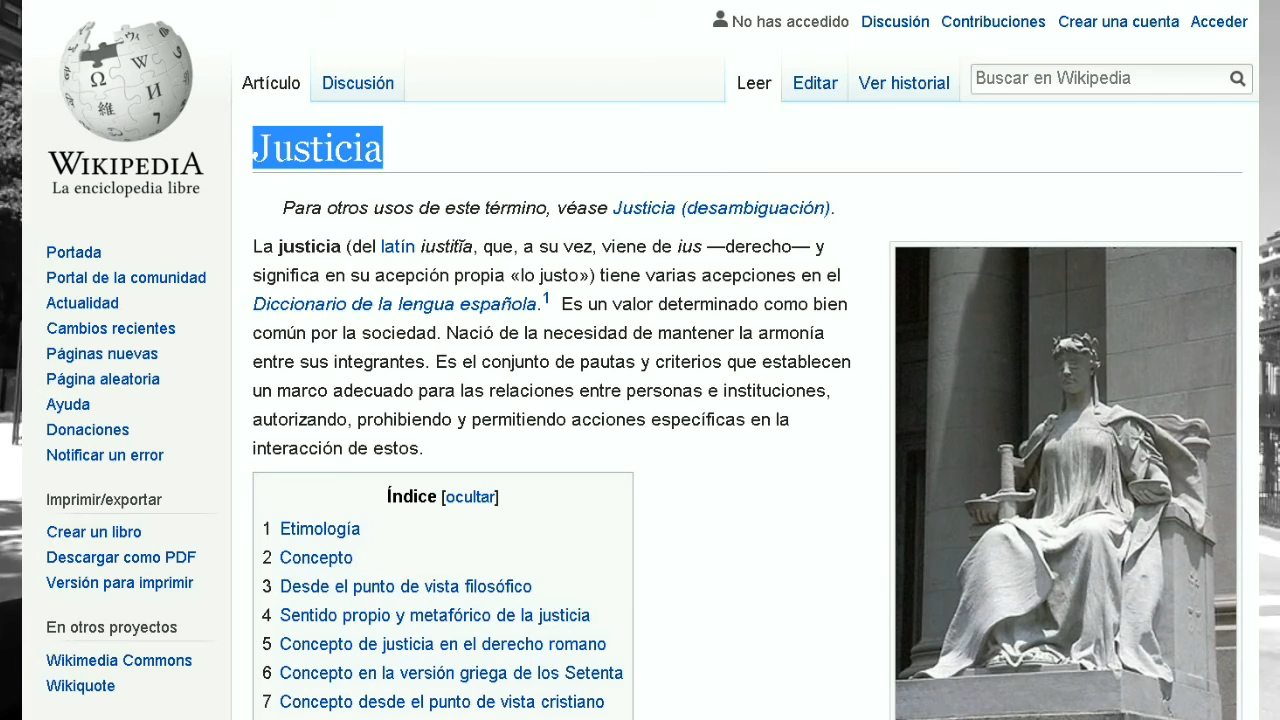 No has accedido Discusión Contribuciones Crear una cuenta Acceder
Artículo Discusión Leer Editar Ver historial Buscar en Wikipedia
WIKIPEDIA
La enciclopedia libre
Portada
Portal de la comunidad
Actualidad
Cambios recientes
Páginas nuevas
Página aleatoria
Ayuda
Donaciones
Notificar un error
Imprimir/exportar
Crear un libro
Descargar como PDF
Versión para imprimir
En otros proyectos
Wikimedia Commons
Wikiquote
Justicia
Para otros usos de este término, véase Justicia (desambiguación).
La justicia (del latín iustitĭa, que, a su vez, viene de ius —derecho— y
significa en su acepción propia «lo justo») tiene varias acepciones en el
Diccionario de la lengua española.1 Es un valor determinado como bien
común por la sociedad. Nació de la necesidad de mantener la armonía
entre sus integrantes. Es el conjunto de pautas y criterios que establecen
un marco adecuado para las relaciones entre personas e instituciones,
autorizando, prohibiendo y permitiendo acciones específicas en la
interacción de estos.
Índice [ocultar]
1 Etimología
2 Concepto
3 Desde el punto de vista filosófico
4 Sentido propio y metafórico de la justicia
5 Concepto de justicia en el derecho romano
6 Concepto en la versión griega de los Setenta
7 Concepto desde el punto de vista cristiano